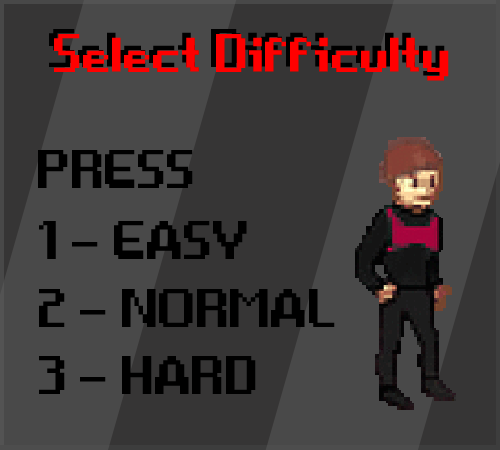 Select Difficulty
PRESS
1 - EASY
2 - NORMAL
3 - HARD